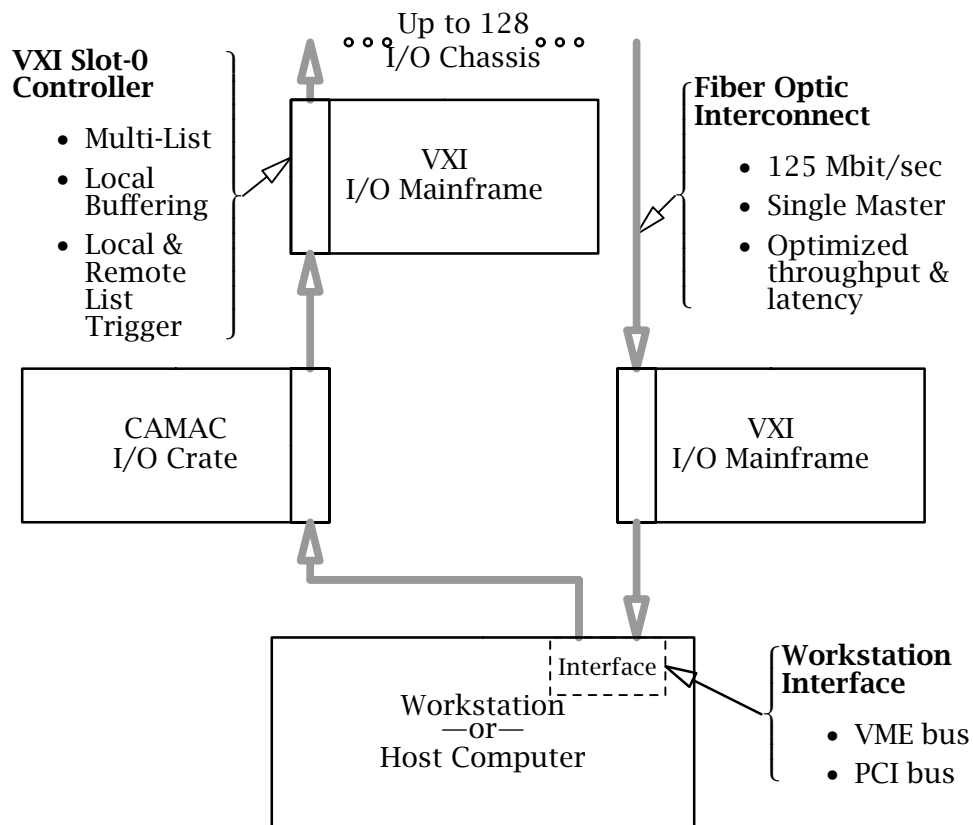 Up to 128
I/O Chassis
VXI Slot-0
Controller
• Multi-List
• Local
Buffering
• Local &
Remote
List
Trigger
VXI
I/O Mainframe
Fiber Optic
Interconnect
• 125 Mbit/sec
• Single Master
• Optimized
throughput &
latency
CAMAC
I/O Crate
VXI
I/O Mainframe
Interface
Workstation
—or—
Host Computer
Workstation
Interface
• VME bus
• PCI bus